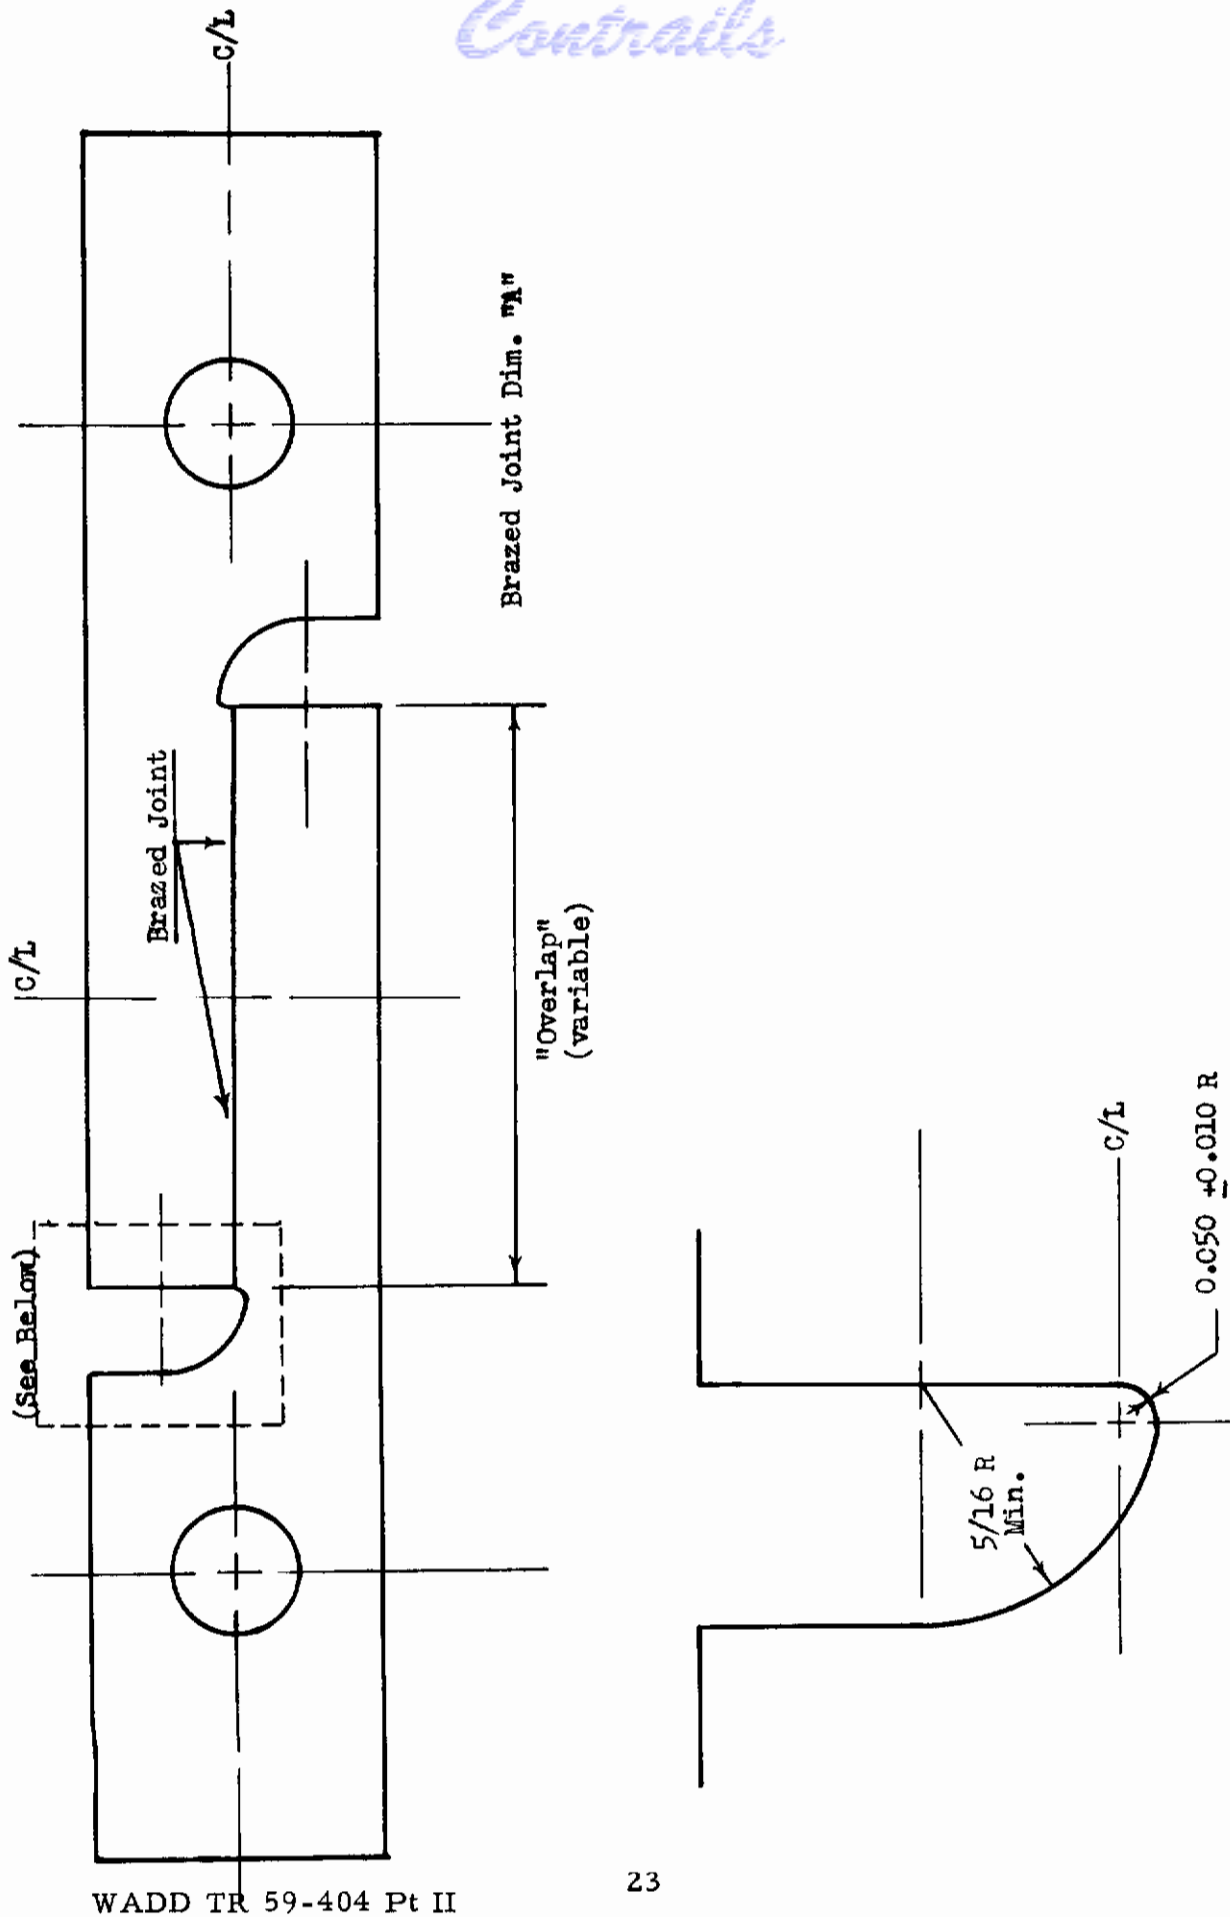 Contrails
C/L
Brazed Joint Dim. "A"
Brazed Joint
C/L
"Overlap"
(variable)
(See Below)
C/L
0.050 ±0.010 R
5/16 R
Min.
23
WADD TR 59-404 Pt II